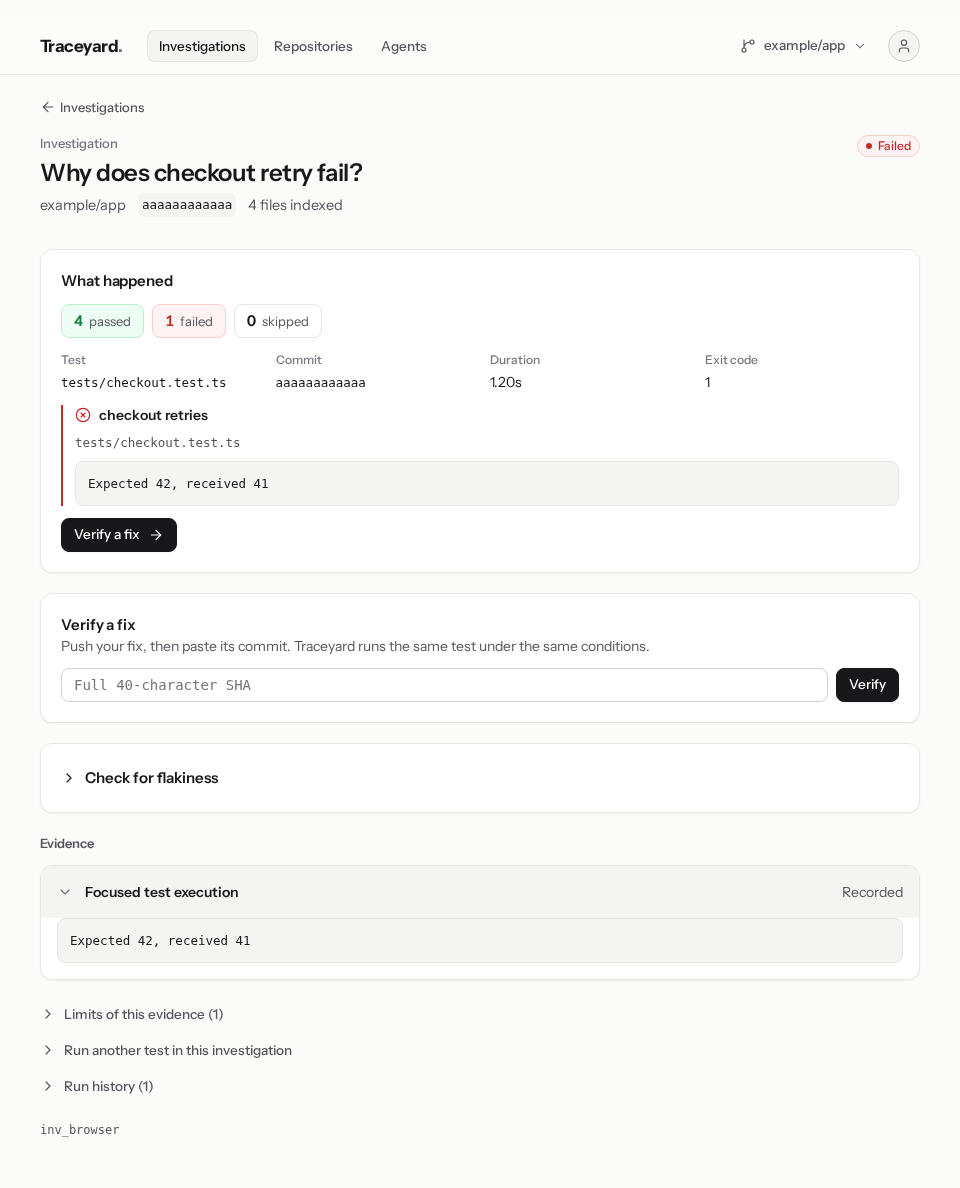 Traceyard.
Investigations
Repositories
Agents
example/app
Investigations
Investigation
Failed
Why does checkout retry fail?
example/app aaaaaaaaaaaa 4 files indexed
What happened
4 passed
1 failed
0 skipped
Test
Commit
Duration
Exit code
tests/checkout.test.ts
aaaaaaaaaaaa
1.20s
1
checkout retries
tests/checkout.test.ts
Expected 42, received 41
Verify a fix
Verify a fix
Push your fix, then paste its commit. Traceyard runs the same test under the same conditions.
Full 40-character SHA
Verify
Check for flakiness
Evidence
Focused test execution
Recorded
Expected 42, received 41
Limits of this evidence (1)
Run another test in this investigation
Run history (1)
inv_browser